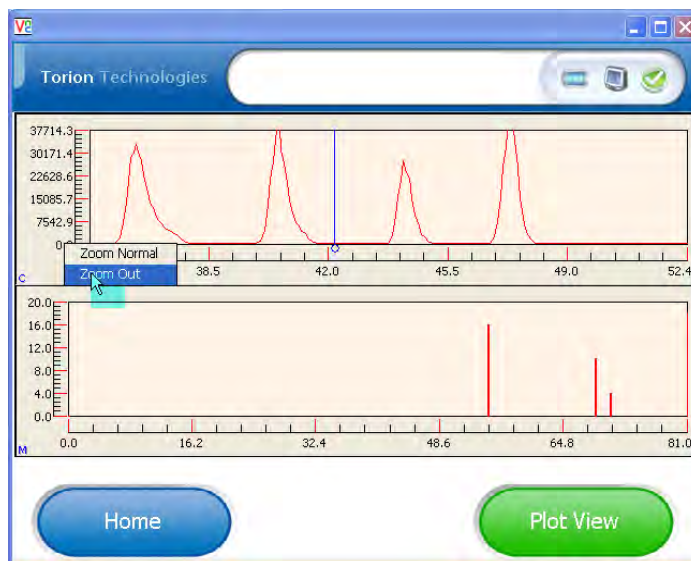 V2
Torion Technologies
37714.3
30171.4
22628.6
15085.7
7542.9
Zoom Normal
Zoom Out
C
38.5 42.0 45.5 49.0 52.4
20.0
16.0
12.0
8.0
4.0
0.0
M
0.0 16.2 32.4 48.6 64.8 81.0
Home Plot View